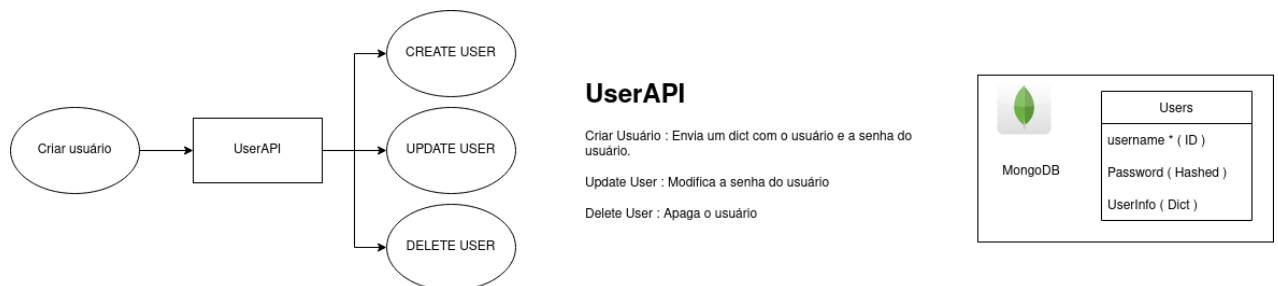 Criar usuário
UserAPI
CREATE USER
UPDATE USER
DELETE USER
UserAPI
Criar Usuário : Envia um dict com o usuário e a senha do
usuário.
Update User : Modifica a senha do usuário
Delete User : Apaga o usuário
MongoDB
Users
username * ( ID )
Password ( Hashed )
UserInfo ( Dict )